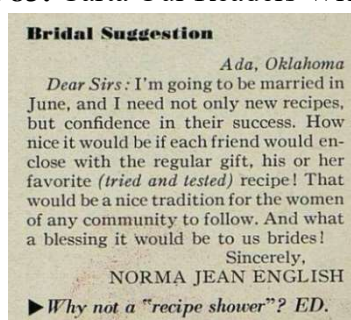 Bridal Suggestion
Ada, Oklahoma
Dear Sirs: I'm going to be married in
June, and I need not only new recipes,
but confidence in their success. How
nice it would be if each friend would en-
close with the regular gift, his or her
favorite (tried and tested) recipe! That
would be a nice tradition for the women
of any community to follow. And what
a blessing it would be to us brides!
Sincerely,
NORMA JEAN ENGLISH
▶Why not a "recipe shower"? ED.